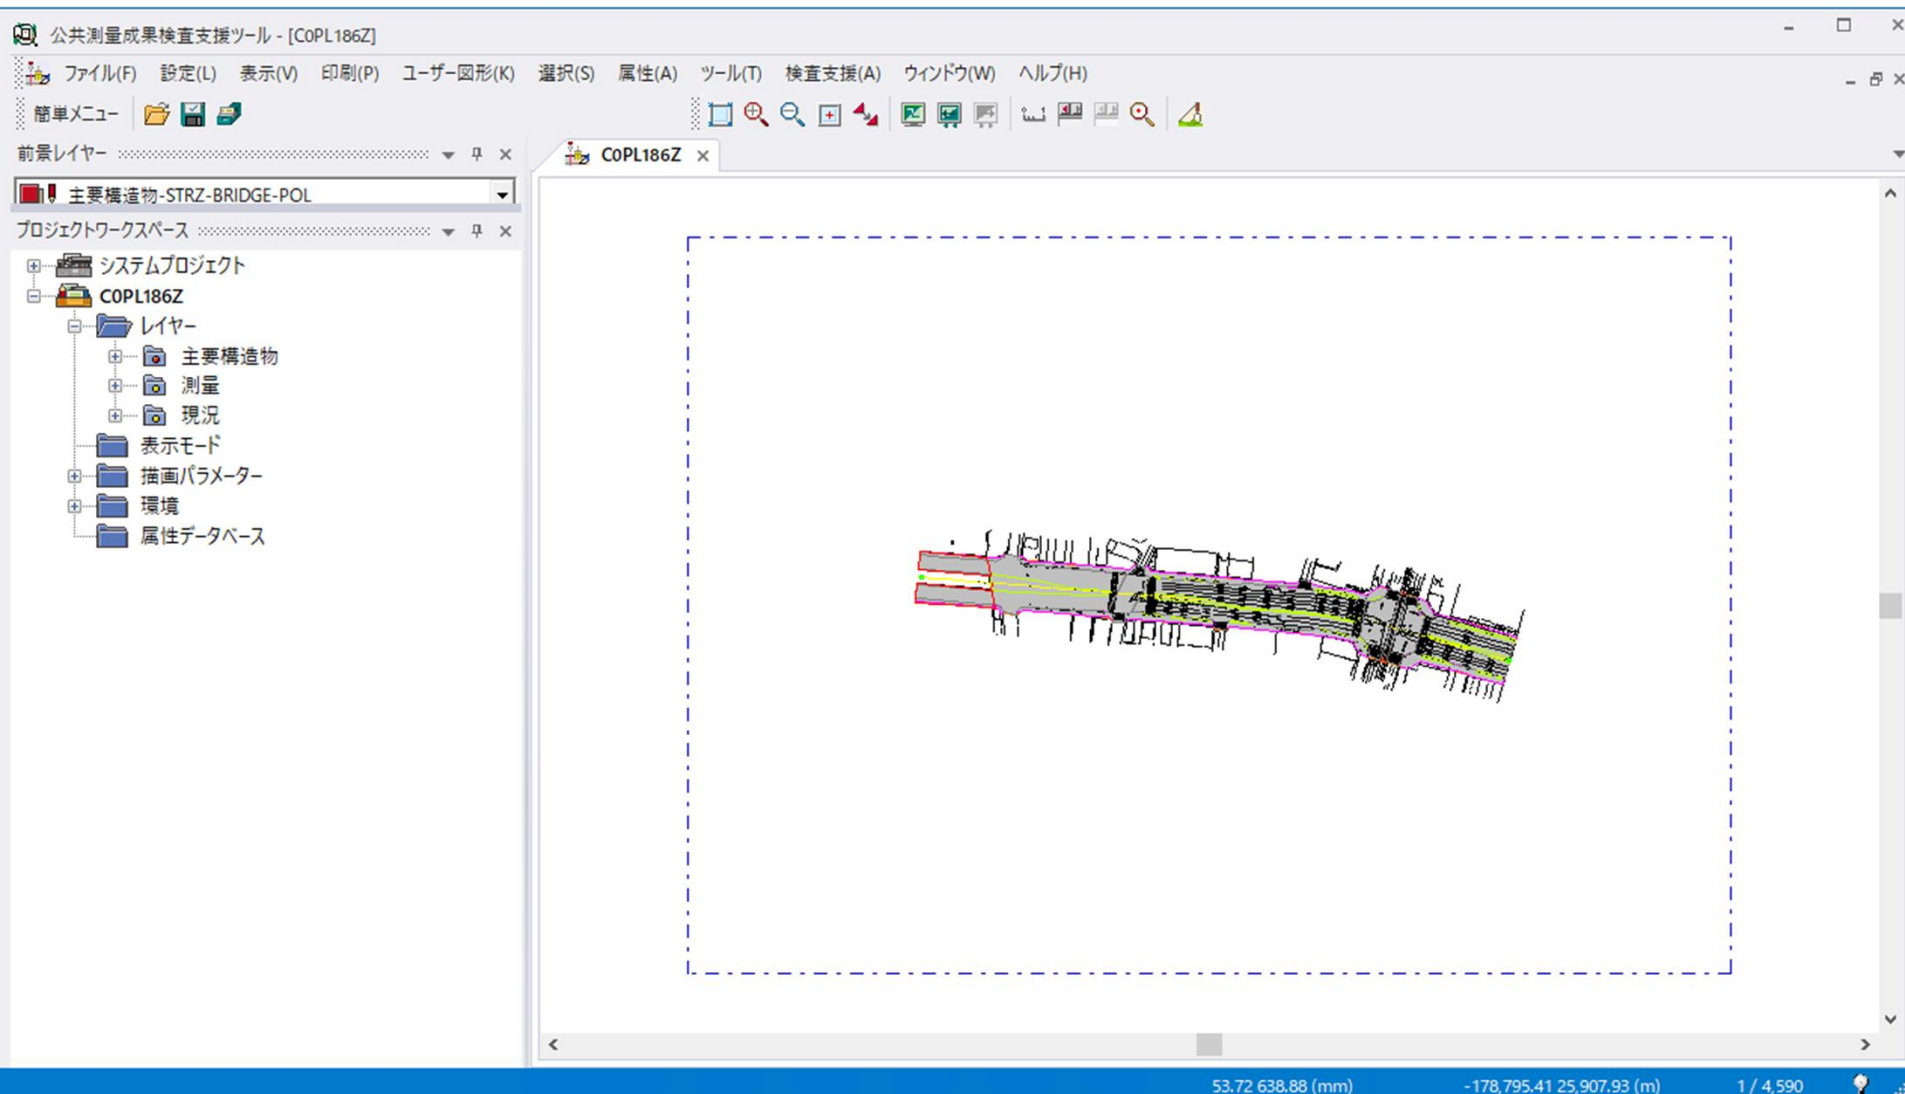 公共測量成果検査支援ツール - [C0PL186Z]
ファイル(F) 設定(L) 表示(V) 印刷(P) ユーザー図形(K) 選択(S) 属性(A) ツール(T) 検査支援(A) ウィンドウ(W) ヘルプ(H)
簡単メニュー
前景レイヤー
C0PL186Z
主要構造物-STRZ-BRIDGE-POL
プロジェクトワークスペース
システムプロジェクト
C0PL186Z
レイヤー
主要構造物
測量
現況
表示モード
描画パラメーター
環境
属性データベース
53.72 638.88 (mm) -178,795.41 25,907.93 (m) 1 / 4,590